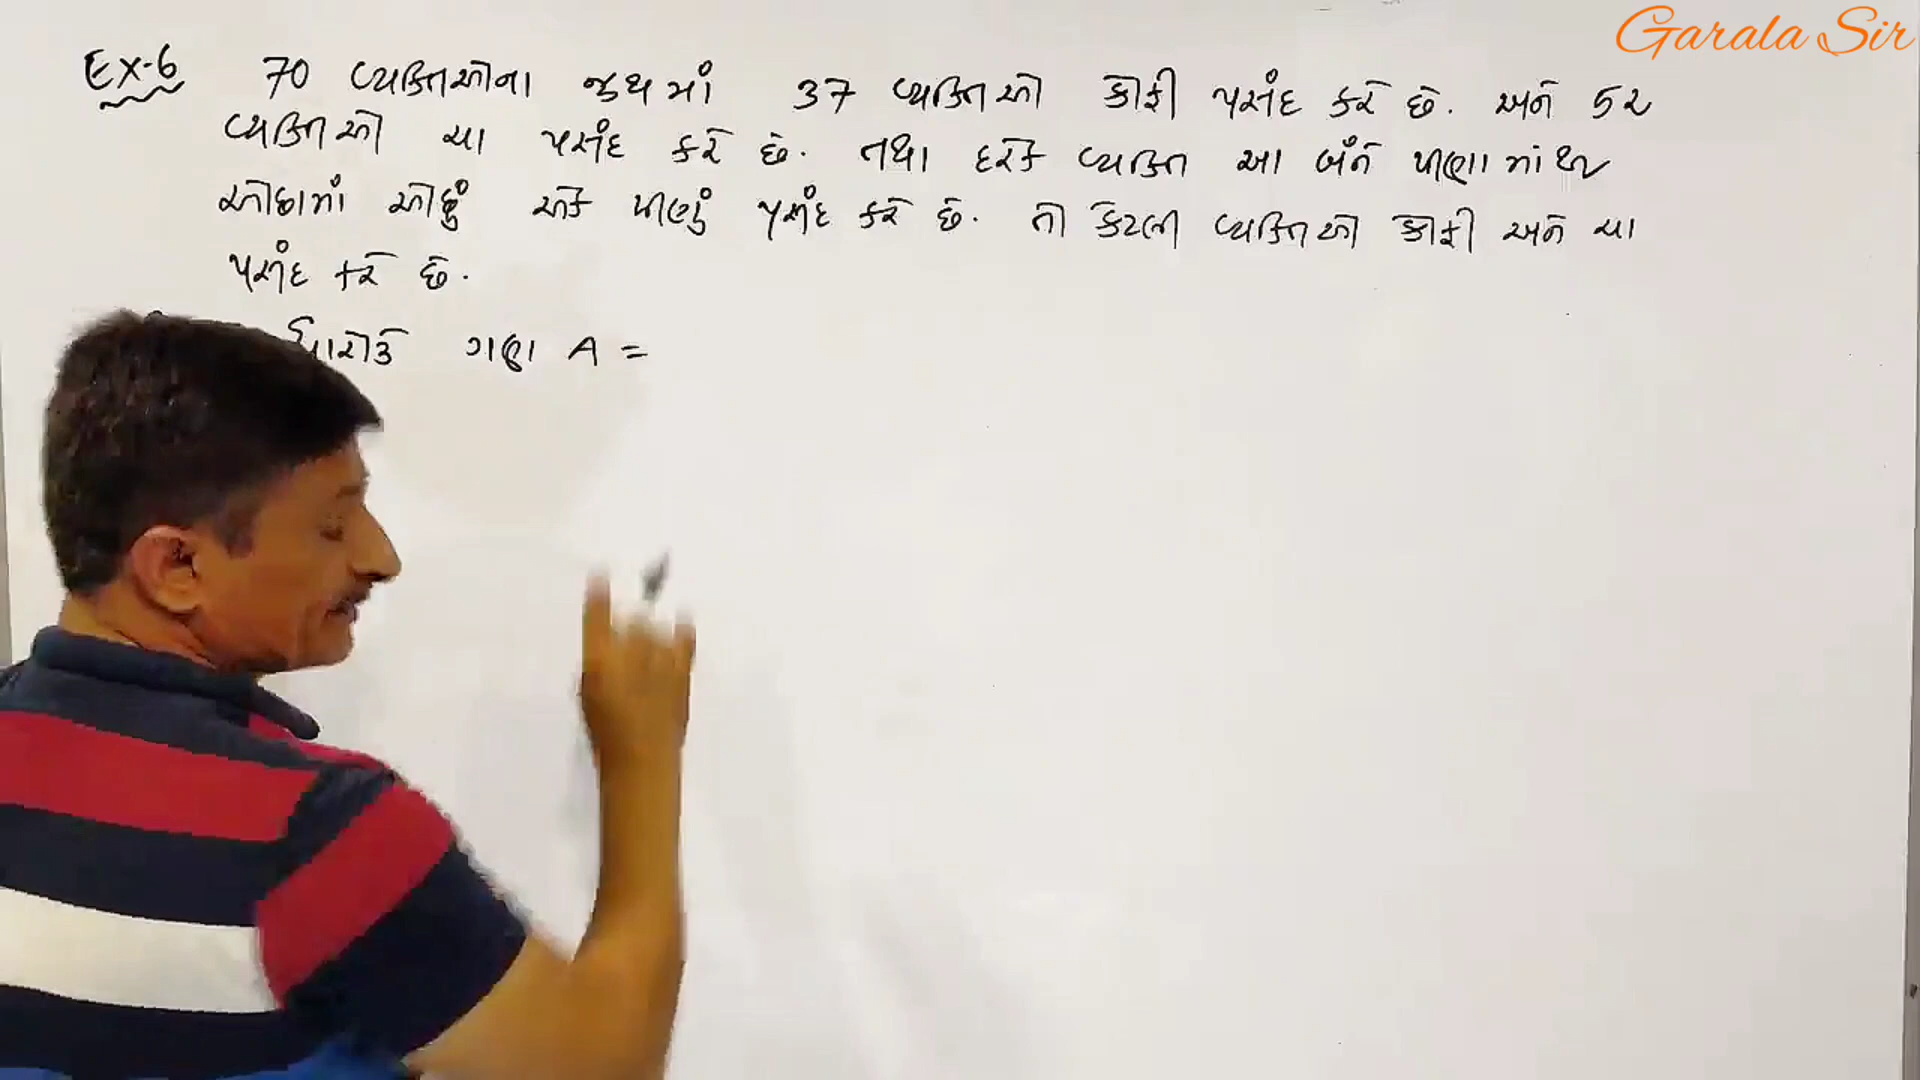 Garala Sir
Ex-6 70 વ્યક્તિઓના જુથમાં 37 વ્યક્તિઓ કોફી પસંદ કરે છે. અને 52
વ્યક્તિઓ ચા પસંદ કરે છે. તથા દરેક વ્યક્તિ આ બંને પીણામાંથી
ઓછામાં ઓછું એક પીણું પસંદ કરે છે. તો કેટલી વ્યક્તિઓ કોફી અને ચા
પસંદ કરે છે.
ધારોકે ગણ A =